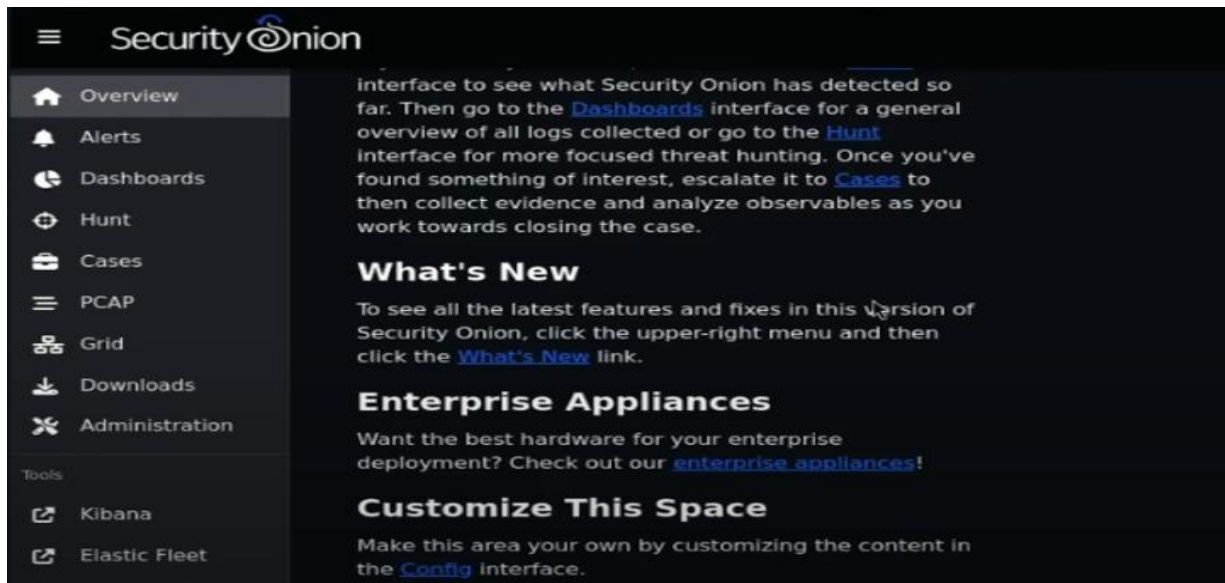 Security Onion
Overview
Alerts
Dashboards
Hunt
Cases
PCAP
Grid
Downloads
Administration
Tools
Kibana
Elastic Fleet
interface to see what Security Onion has detected so
far. Then go to the Dashboards interface for a general
overview of all logs collected or go to the Hunt
interface for more focused threat hunting. Once you've
found something of interest, escalate it to Cases to
then collect evidence and analyze observables as you
work towards closing the case.
What's New
To see all the latest features and fixes in this version of
Security Onion, click the upper-right menu and then
click the What's New link.
Enterprise Appliances
Want the best hardware for your enterprise
deployment? Check out our enterprise appliances!
Customize This Space
Make this area your own by customizing the content in
the Config interface.